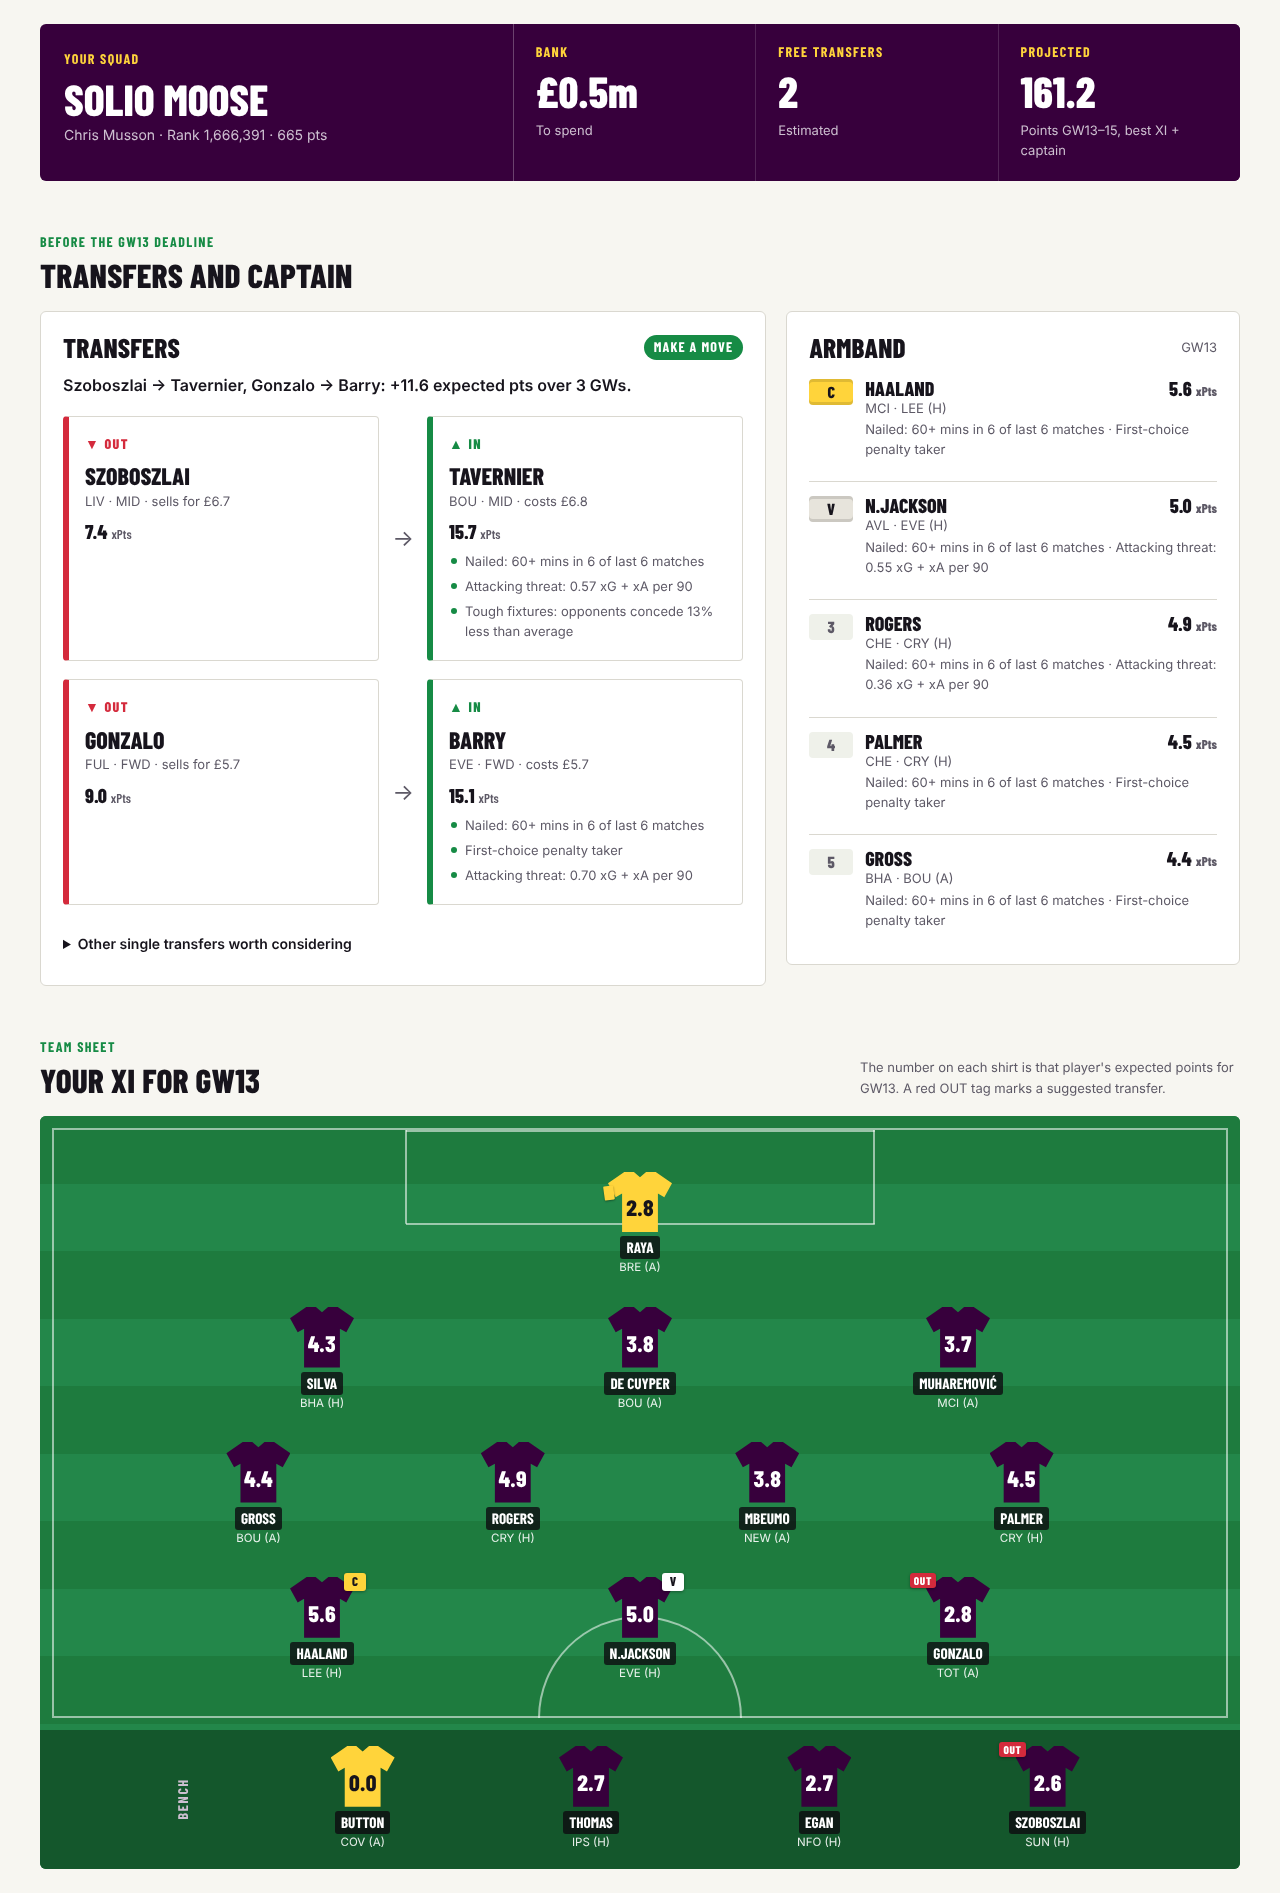 YOUR SQUAD
SOLIO MOOSE
Chris Musson · Rank 1,666,391 · 665 pts
BANK
£0.5m
To spend
FREE TRANSFERS
2
Estimated
PROJECTED
161.2
Points GW13–15, best XI +
captain
BEFORE THE GW13 DEADLINE
TRANSFERS AND CAPTAIN
TRANSFERS
MAKE A MOVE
Szoboszlai → Tavernier, Gonzalo → Barry: +11.6 expected pts over 3 GWs.
▼ OUT
SZOBOSZLAI
LIV · MID · sells for £6.7
7.4 xPts
→
▲ IN
TAVERNIER
BOU · MID · costs £6.8
15.7 xPts
Nailed: 60+ mins in 6 of last 6 matches
Attacking threat: 0.57 xG + xA per 90
Tough fixtures: opponents concede 13%
less than average
▼ OUT
GONZALO
FUL · FWD · sells for £5.7
9.0 xPts
→
▲ IN
BARRY
EVE · FWD · costs £5.7
15.1 xPts
Nailed: 60+ mins in 6 of last 6 matches
First-choice penalty taker
Attacking threat: 0.70 xG + xA per 90
▶ Other single transfers worth considering
ARMBAND
GW13
C
HAALAND
5.6 xPts
MCI · LEE (H)
Nailed: 60+ mins in 6 of last 6 matches · First-choice
penalty taker
V
N.JACKSON
5.0 xPts
AVL · EVE (H)
Nailed: 60+ mins in 6 of last 6 matches · Attacking threat:
0.55 xG + xA per 90
3
ROGERS
4.9 xPts
CHE · CRY (H)
Nailed: 60+ mins in 6 of last 6 matches · Attacking threat:
0.36 xG + xA per 90
4
PALMER
4.5 xPts
CHE · CRY (H)
Nailed: 60+ mins in 6 of last 6 matches · First-choice
penalty taker
5
GROSS
4.4 xPts
BHA · BOU (A)
Nailed: 60+ mins in 6 of last 6 matches · First-choice
penalty taker
TEAM SHEET
YOUR XI FOR GW13
The number on each shirt is that player's expected points for
GW13. A red OUT tag marks a suggested transfer.
2.8
RAYA
BRE (A)
4.3
SILVA
BHA (H)
3.8
DE CUYPER
BOU (A)
3.7
MUHAREMOVIĆ
MCI (A)
4.4
GROSS
BOU (A)
4.9
ROGERS
CRY (H)
3.8
MBEUMO
NEW (A)
4.5
PALMER
CRY (H)
C
5.6
HAALAND
LEE (H)
V
5.0
N.JACKSON
EVE (H)
OUT
2.8
GONZALO
TOT (A)
BENCH
0.0
BUTTON
COV (A)
2.7
THOMAS
IPS (H)
2.7
EGAN
NFO (H)
OUT
2.6
SZOBOSZLAI
SUN (H)